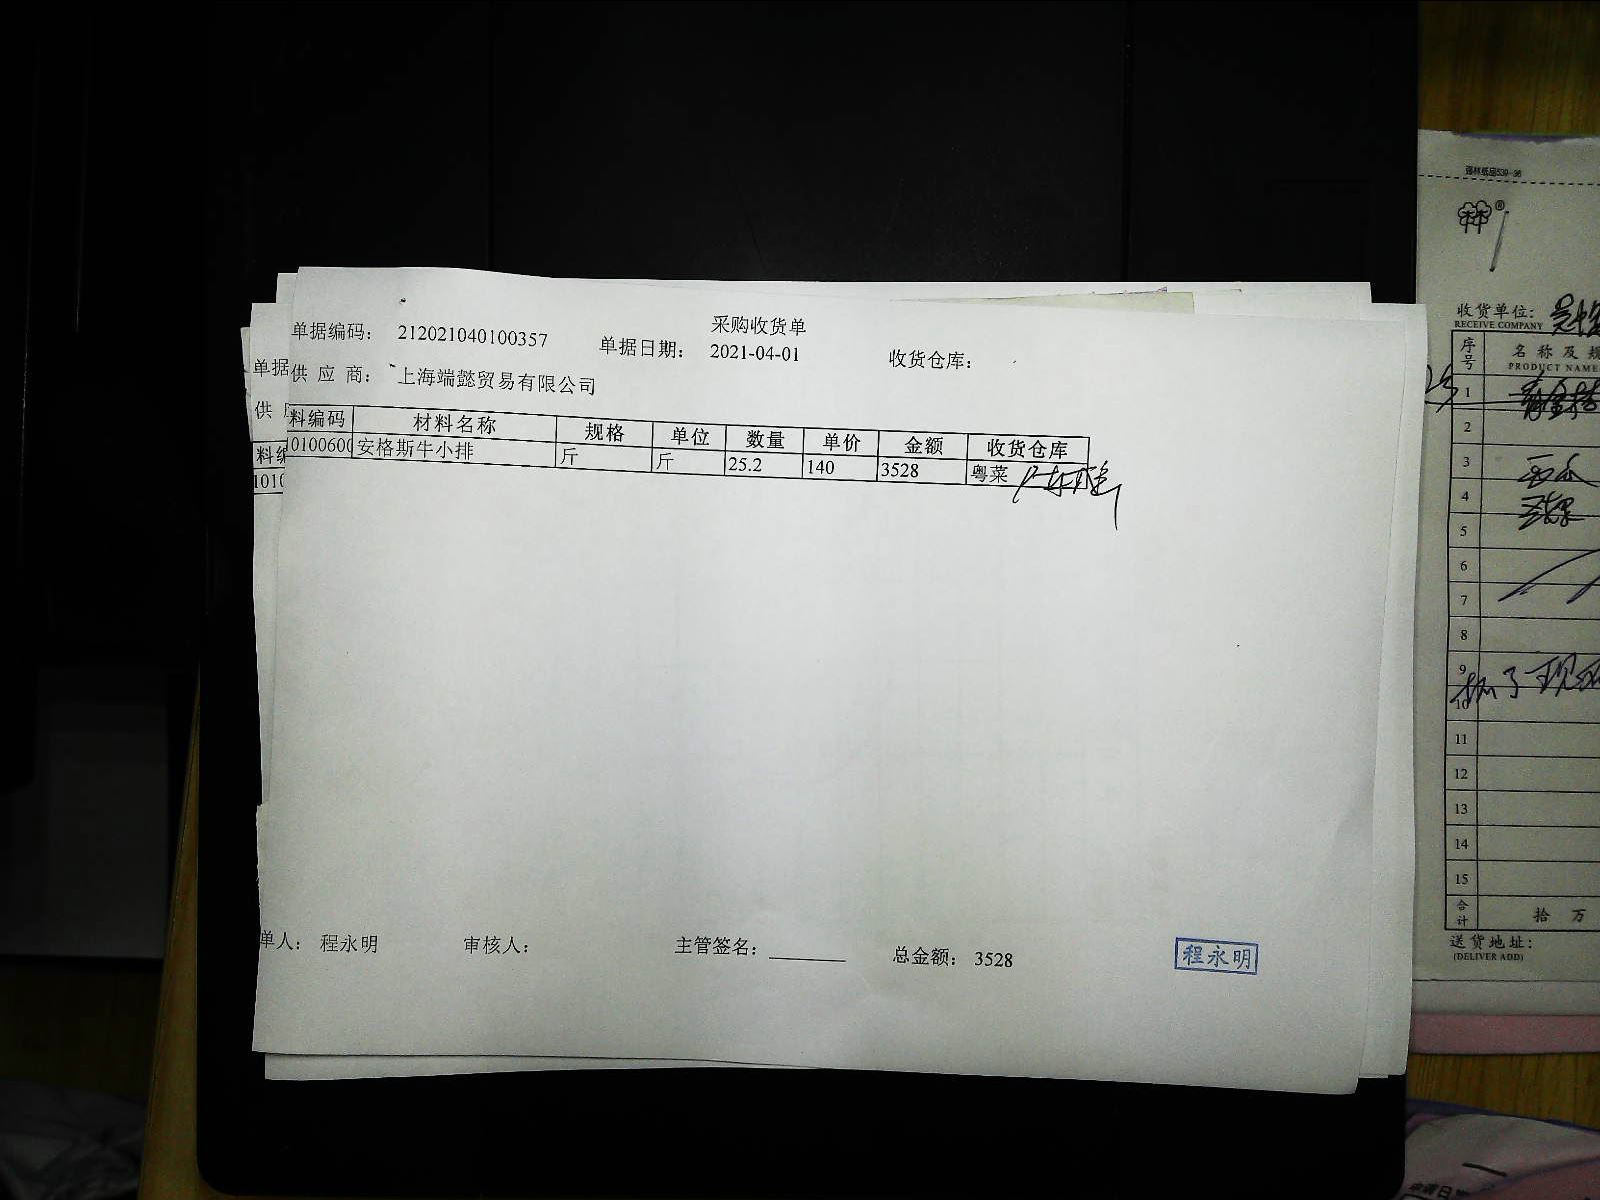 采购收货单
单据编码： 212021040100357 单据日期： 2021-04-01 收货仓库：
供 应 商： 上海端懿贸易有限公司
料编码 材料名称 规格 单位 数量 单价 金额 收货仓库
0100600 安格斯牛小排 斤 斤 25.2 140 3528 粤菜
单人： 程永明 审核人： 主管签名： 总金额： 3528
程永明
单据
供
料编
1010
收货单位：
RECEIVE COMPANY
序号 名 称 及 规
PRODUCT NAME
1
2
3
4
5
6
7
8
9
10
11
12
13
14
15
合计 拾 万
送 货 地 址：
(DELIVER ADD)